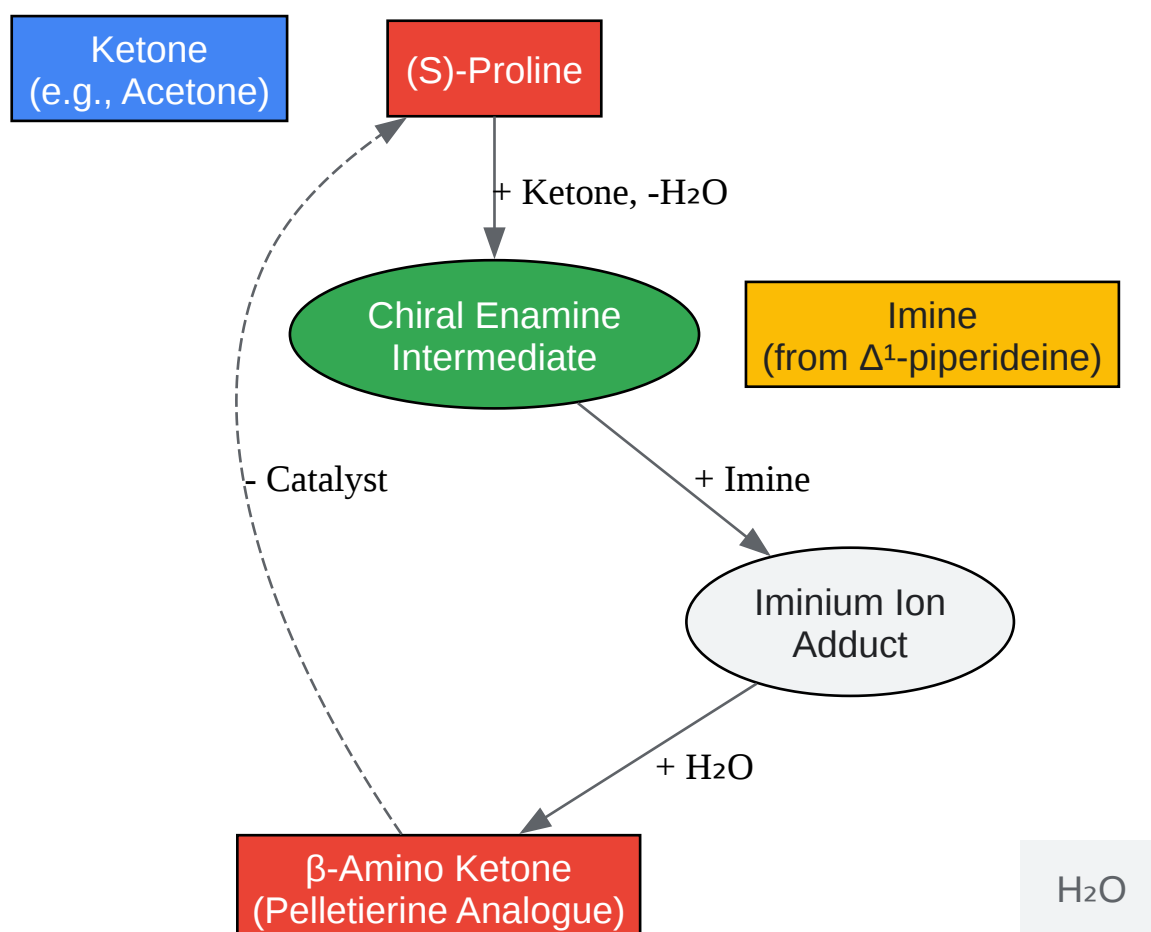 Ketone
(e.g., Acetone)
(S)-Proline
+ Ketone, -H₂O
Chiral Enamine
Intermediate
Imine
(from Δ¹-piperideine)
- Catalyst
+ Imine
Iminium Ion
Adduct
+ H₂O
β-Amino Ketone
(Pelletierine Analogue)
H₂O